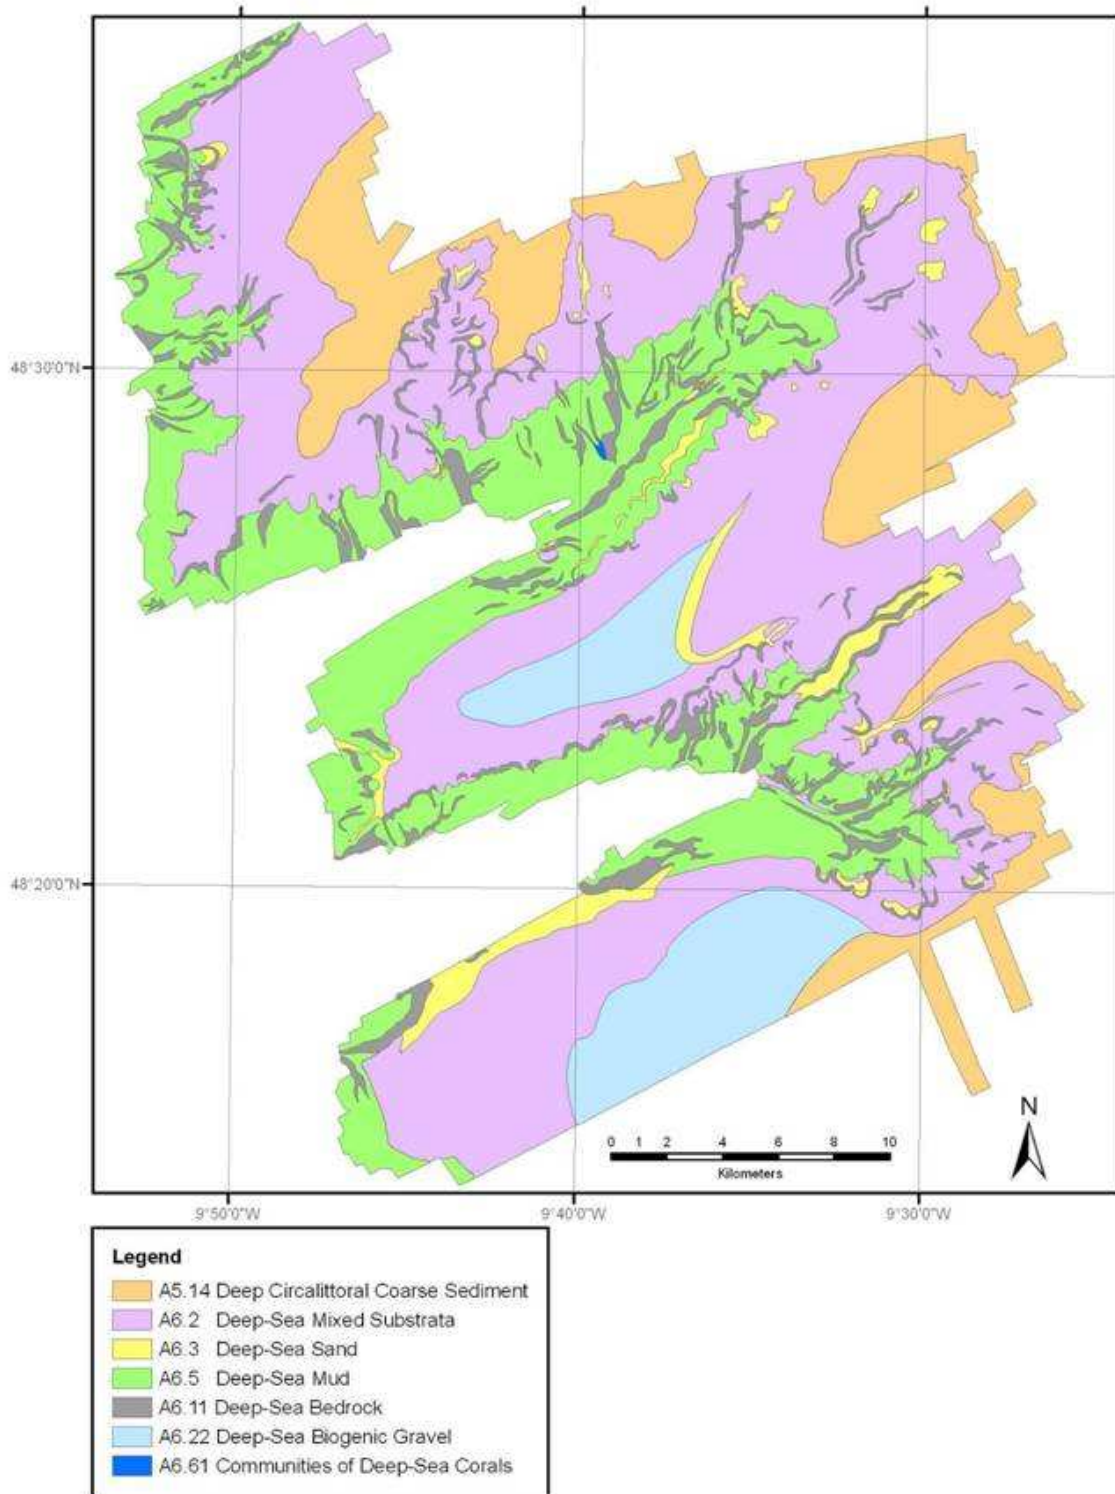 48°30'0"N
48°20'0"N
N
0 1 2 4 6 8 10
Kilometers
9°50'0"W 9°40'0"W 9°30'0"W
Legend
A5.14 Deep Circalittoral Coarse Sediment
A6.2 Deep-Sea Mixed Substrata
A6.3 Deep-Sea Sand
A6.5 Deep-Sea Mud
A6.11 Deep-Sea Bedrock
A6.22 Deep-Sea Biogenic Gravel
A6.61 Communities of Deep-Sea Corals